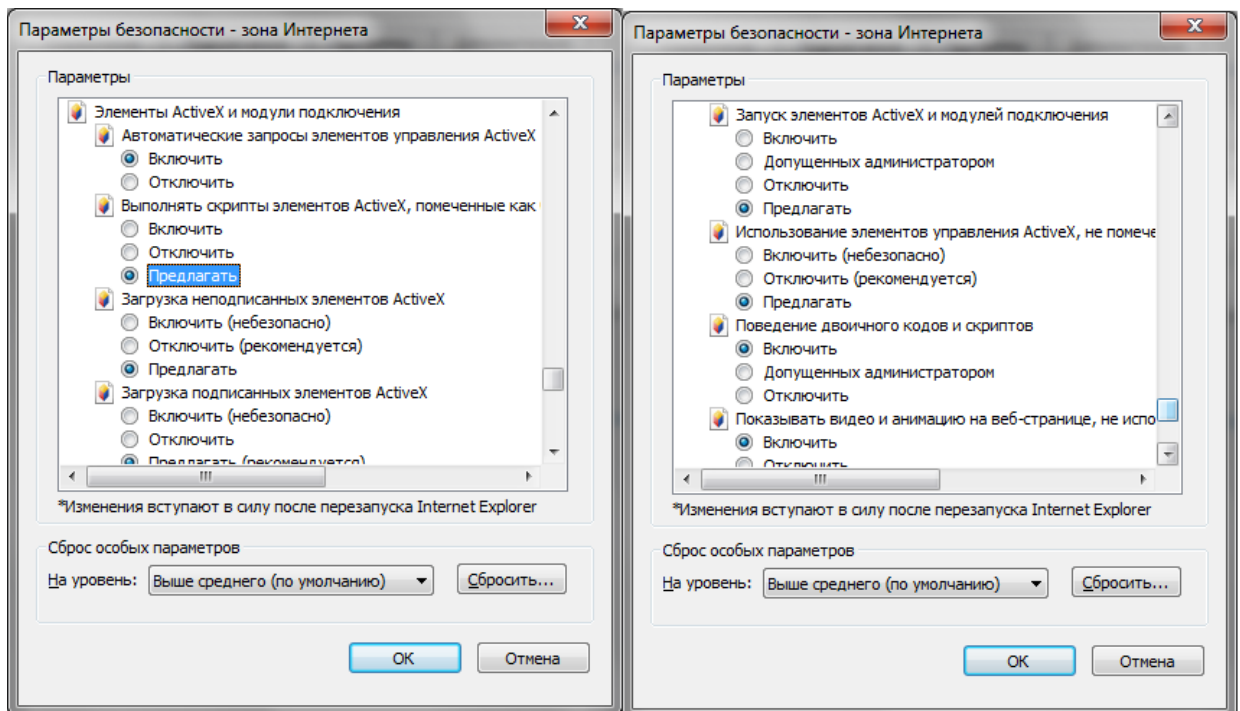 Параметры безопасности - зона Интернета
Параметры
Элементы ActiveX и модули подключения
Автоматические запросы элементов управления ActiveX
Включить
Отключить
Выполнять скрипты элементов ActiveX, помеченные как
Включить
Отключить
Предлагать
Загрузка неподписанных элементов ActiveX
Включить (небезопасно)
Отключить (рекомендуется)
Предлагать
Загрузка подписанных элементов ActiveX
Включить (небезопасно)
Отключить
Предлагать (рекомендуется)
*Изменения вступают в силу после перезапуска Internet Explorer
Сброс особых параметров
На уровень: Выше среднего (по умолчанию) Сбросить...
ОК Отмена
Параметры безопасности - зона Интернета
Параметры
Запуск элементов ActiveX и модулей подключения
Включить
Допущенных администратором
Отключить
Предлагать
Использование элементов управления ActiveX, не помече
Включить (небезопасно)
Отключить (рекомендуется)
Предлагать
Поведение двоичного кодов и скриптов
Включить
Допущенных администратором
Отключить
Показывать видео и анимацию на веб-странице, не испо
Включить
Отключить
*Изменения вступают в силу после перезапуска Internet Explorer
Сброс особых параметров
На уровень: Выше среднего (по умолчанию) Сбросить...
ОК Отмена